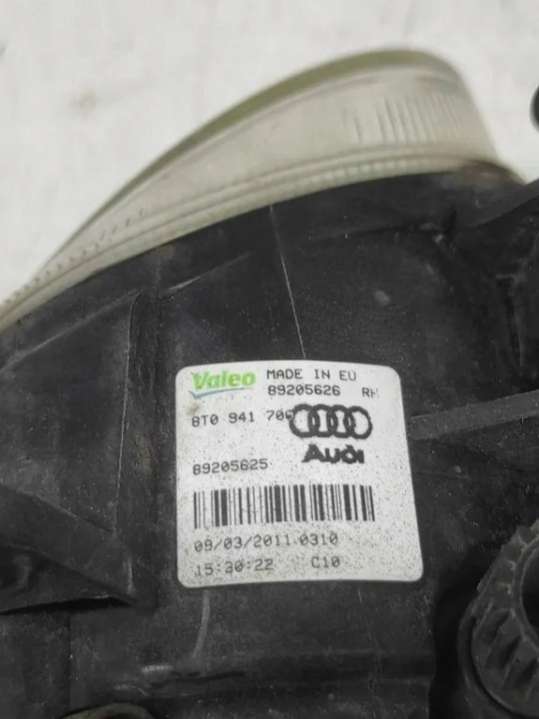 Valeo MADE IN EU
89205626 RH
8T0 941 700
Audi
89205625
09/03/2011 0310
15:30:22 C10